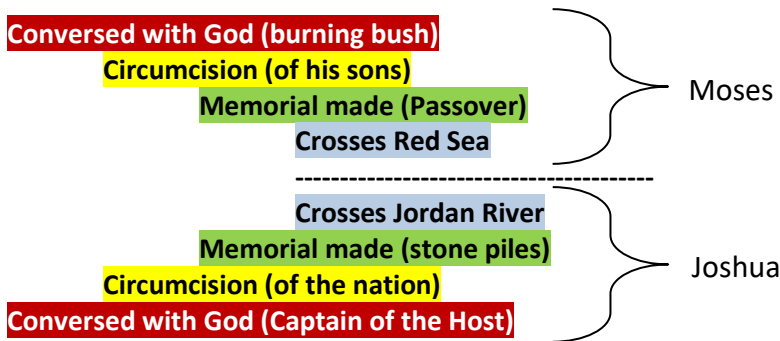 Conversed with God (burning bush)
Circumcision (of his sons)
Memorial made (Passover)
Crosses Red Sea
Moses
----------------------------------------
Crosses Jordan River
Memorial made (stone piles)
Circumcision (of the nation)
Conversed with God (Captain of the Host)
Joshua